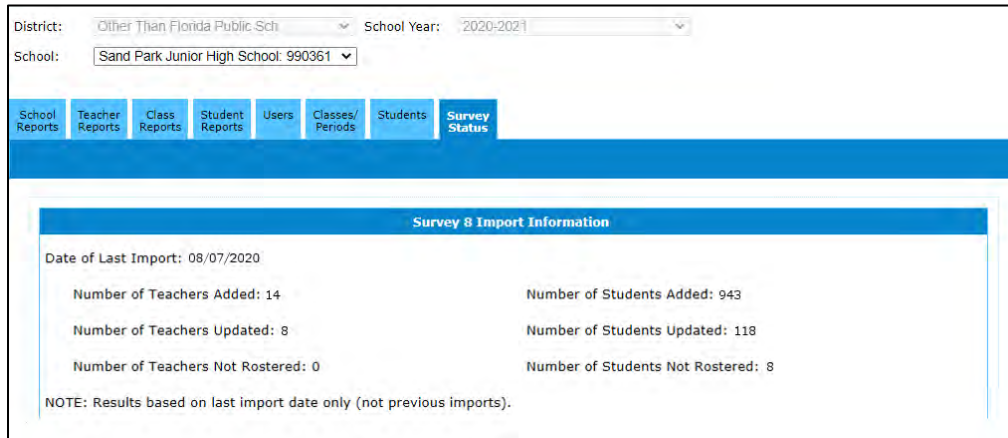 District: Other Than Florida Public Sch School Year: 2020-2021
School: Sand Park Junior High School: 990361
School Reports Teacher Reports Class Reports Student Reports Users Classes/ Periods Students Survey Status
Survey 8 Import Information
Date of Last Import: 08/07/2020
Number of Teachers Added: 14 Number of Students Added: 943
Number of Teachers Updated: 8 Number of Students Updated: 118
Number of Teachers Not Rostered: 0 Number of Students Not Rostered: 8
NOTE: Results based on last import date only (not previous imports).